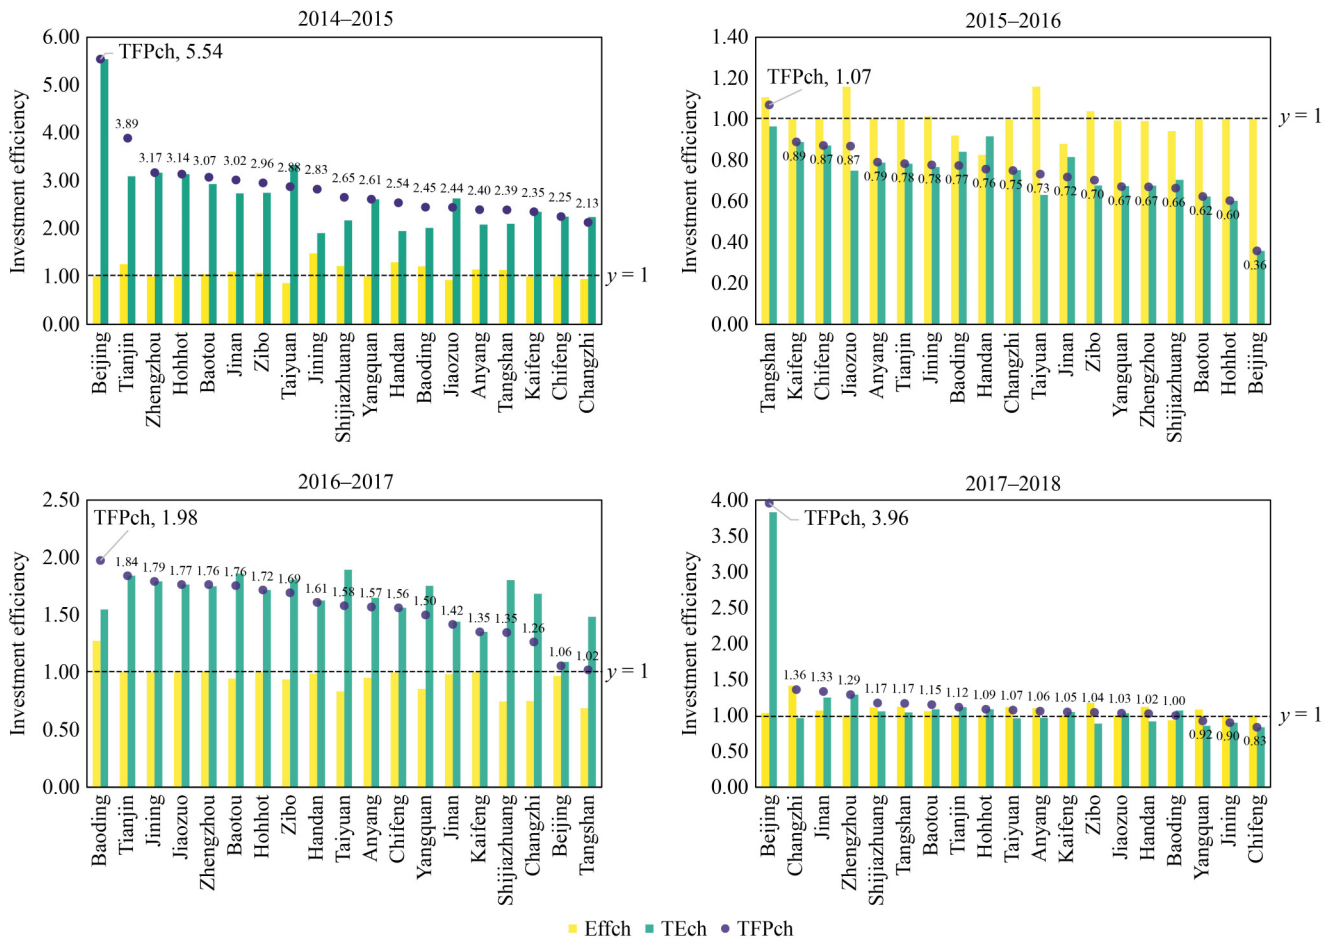 2014–2015
Investment efficiency
6.00
5.00
4.00
3.00
2.00
1.00
0.00
TFPch, 5.54
3.89
3.17
3.14
3.07
3.02
2.96
2.88
2.83
2.65
2.61
2.54
2.45
2.44
2.40
2.39
2.35
2.25
2.13
y = 1
Beijing
Tianjin
Zhengzhou
Hohhot
Baotou
Jinan
Zibo
Taiyuan
Jining
Shijiazhuang
Yangquan
Handan
Baoding
Jiaozuo
Anyang
Tangshan
Kaifeng
Chifeng
Changzhi
2015–2016
Investment efficiency
1.40
1.20
1.00
0.80
0.60
0.40
0.20
0.00
TFPch, 1.07
0.89
0.87
0.87
0.79
0.78
0.78
0.77
0.76
0.75
0.73
0.72
0.70
0.67
0.67
0.66
0.62
0.60
0.36
y = 1
Tangshan
Kaifeng
Chifeng
Jiaozuo
Anyang
Tianjin
Jining
Baoding
Handan
Changzhi
Taiyuan
Jinan
Zibo
Yangquan
Zhengzhou
Shijiazhuang
Baotou
Hohhot
Beijing
2016–2017
Investment efficiency
2.50
2.00
1.50
1.00
0.50
0.00
TFPch, 1.98
1.84
1.79
1.77
1.76
1.76
1.72
1.69
1.61
1.58
1.57
1.56
1.50
1.42
1.35
1.35
1.26
1.06
1.02
y = 1
Baoding
Tianjin
Jining
Jiaozuo
Zhengzhou
Baotou
Hohhot
Zibo
Handan
Taiyuan
Anyang
Chifeng
Yangquan
Jinan
Kaifeng
Shijiazhuang
Changzhi
Beijing
Tangshan
2017–2018
Investment efficiency
4.00
3.50
3.00
2.50
2.00
1.50
1.00
0.50
0.00
TFPch, 3.96
1.36
1.33
1.29
1.17
1.17
1.15
1.12
1.09
1.07
1.06
1.05
1.04
1.03
1.02
1.00
0.92
0.90
0.83
y = 1
Beijing
Changzhi
Jinan
Zhengzhou
Shijiazhuang
Tangshan
Baotou
Tianjin
Hohhot
Taiyuan
Anyang
Kaifeng
Zibo
Jiaozuo
Handan
Baoding
Yangquan
Jining
Chifeng
Effch TEch TFPch